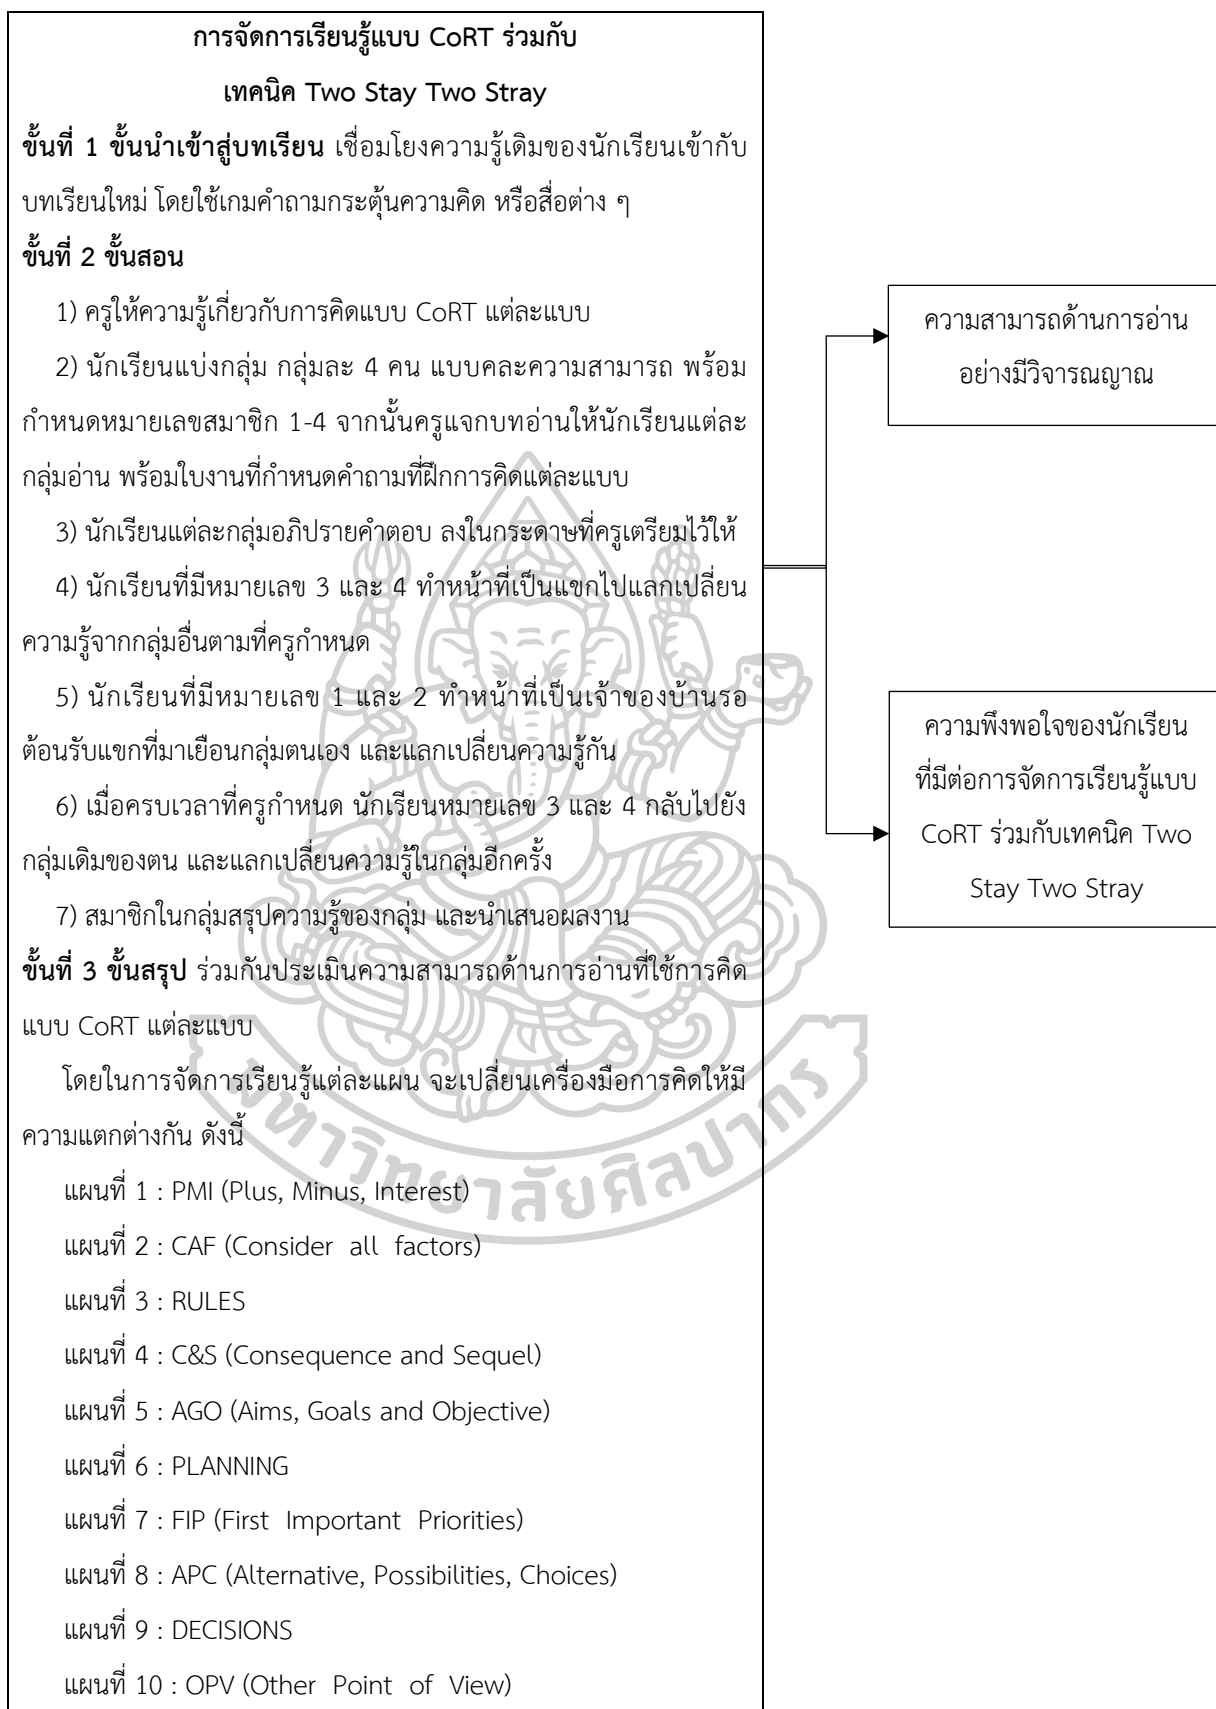 การจัดการเรียนรู้แบบ CoRT ร่วมกับ
เทคนิค Two Stay Two Stray
ขั้นที่ 1 ขั้นนำเข้าสู่บทเรียน เชื่อมโยงความรู้เดิมของนักเรียนเข้ากับ
บทเรียนใหม่ โดยใช้เกมคำถามกระตุ้นความคิด หรือสื่อต่าง ๆ
ขั้นที่ 2 ขั้นสอน
1) ครูให้ความรู้เกี่ยวกับการคิดแบบ CoRT แต่ละแบบ
2) นักเรียนแบ่งกลุ่ม กลุ่มละ 4 คน แบบคละความสามารถ พร้อม
กำหนดหมายเลขสมาชิก 1-4 จากนั้นครูแจกบทอ่านให้นักเรียนแต่ละ
กลุ่มอ่าน พร้อมใบงานที่กำหนดคำถามที่ฝึกการคิดแต่ละแบบ
3) นักเรียนแต่ละกลุ่มอภิปรายคำตอบ ลงในกระดาษที่ครูเตรียมไว้ให้
4) นักเรียนที่มีหมายเลข 3 และ 4 ทำหน้าที่เป็นแขกไปแลกเปลี่ยน
ความรู้จากกลุ่มอื่นตามที่ครูกำหนด
5) นักเรียนที่มีหมายเลข 1 และ 2 ทำหน้าที่เป็นเจ้าของบ้านรอ
ต้อนรับแขกที่มาเยือนกลุ่มตนเอง และแลกเปลี่ยนความรู้กัน
6) เมื่อครบเวลาที่ครูกำหนด นักเรียนหมายเลข 3 และ 4 กลับไปยัง
กลุ่มเดิมของตน และแลกเปลี่ยนความรู้ในกลุ่มอีกครั้ง
7) สมาชิกในกลุ่มสรุปความรู้ของกลุ่ม และนำเสนอผลงาน
ขั้นที่ 3 ขั้นสรุป ร่วมกันประเมินความสามารถด้านการอ่านที่ใช้การคิด
แบบ CoRT แต่ละแบบ
โดยในการจัดการเรียนรู้แต่ละแผน จะเปลี่ยนเครื่องมือการคิดให้มี
ความแตกต่างกัน ดังนี้
แผนที่ 1 : PMI (Plus, Minus, Interest)
แผนที่ 2 : CAF (Consider all factors)
แผนที่ 3 : RULES
แผนที่ 4 : C&S (Consequence and Sequel)
แผนที่ 5 : AGO (Aims, Goals and Objective)
แผนที่ 6 : PLANNING
แผนที่ 7 : FIP (First Important Priorities)
แผนที่ 8 : APC (Alternative, Possibilities, Choices)
แผนที่ 9 : DECISIONS
แผนที่ 10 : OPV (Other Point of View)
ความสามารถด้านการอ่าน
อย่างมีวิจารณญาณ
ความพึงพอใจของนักเรียน
ที่มีต่อการจัดการเรียนรู้แบบ
CoRT ร่วมกับเทคนิค Two
Stay Two Stray
มหาวิทยาลัยศิลปากร